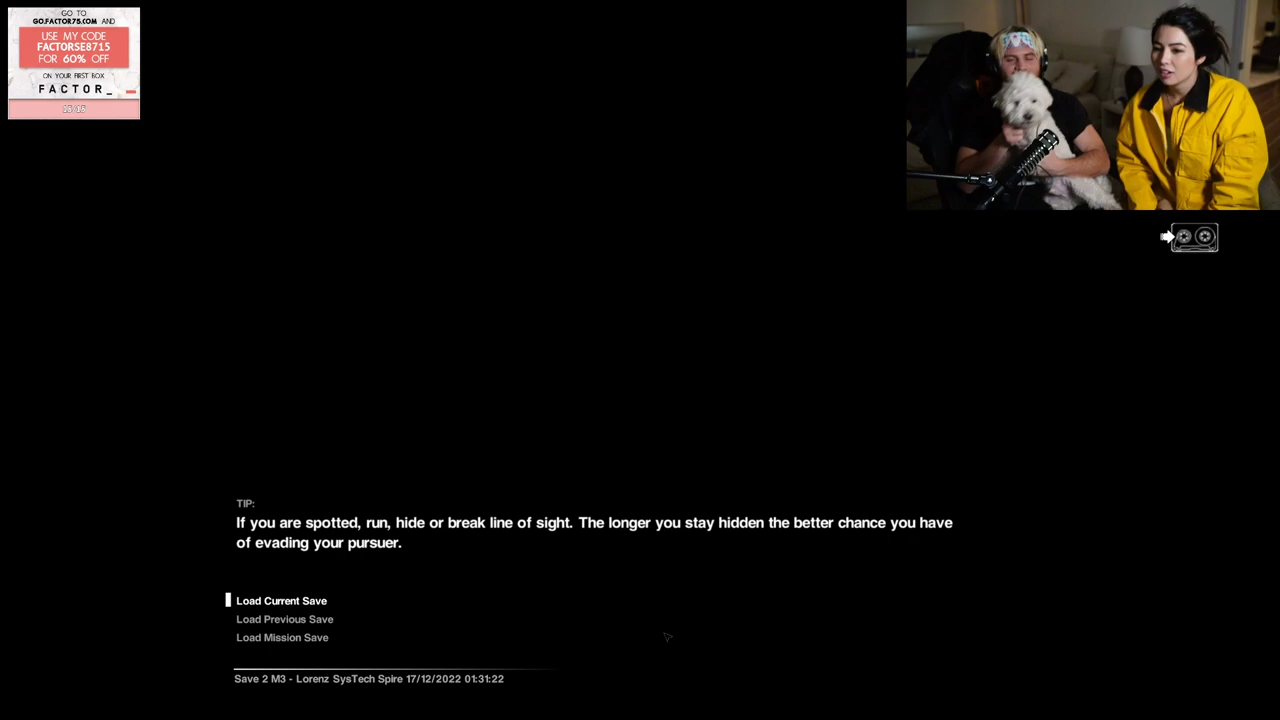 GO TO
GO.FACTOR75.COM AND
USE MY CODE
FACTORSE8715
FOR 60% OFF
ON YOUR FIRST BOX
FACTOR_
TIP:
If you are spotted, run, hide or break line of sight. The longer you stay hidden the better chance you have
of evading your pursuer.
Load Current Save
Load Previous Save
Load Mission Save
Save 2 M3 - Lorenz SysTech Spire 17/12/2022 01:31:22